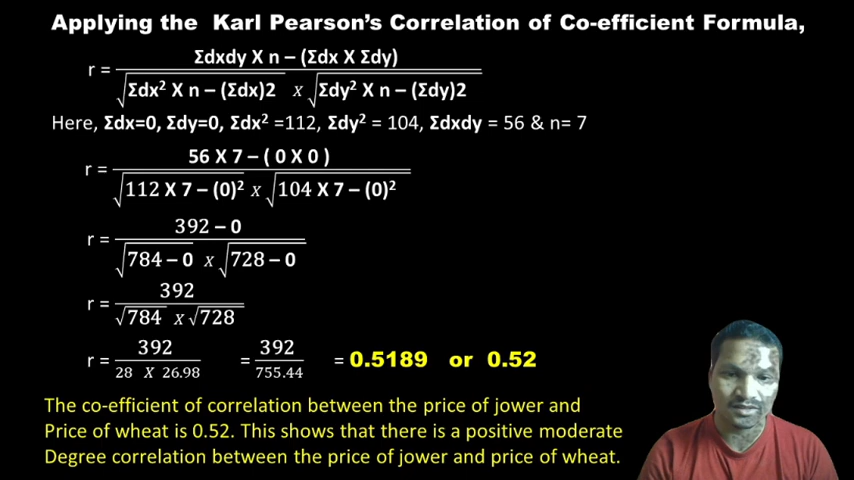 Applying the Karl Pearson's Correlation of Co-efficient Formula,
r = Σdxdy X n – (Σdx X Σdy) / √Σdx² X n – (Σdx)2 x √Σdy² X n – (Σdy)2
Here, Σdx=0, Σdy=0, Σdx² =112, Σdy² = 104, Σdxdy = 56 & n= 7
r = 56 X 7 – ( 0 X 0 ) / √112 X 7 – (0)² x √104 X 7 – (0)²
r = 392 – 0 / √784 – 0 x √728 – 0
r = 392 / √784 x √728
r = 392 / 28 X 26.98 = 392 / 755.44 = 0.5189 or 0.52
The co-efficient of correlation between the price of jower and
Price of wheat is 0.52. This shows that there is a positive moderate
Degree correlation between the price of jower and price of wheat.